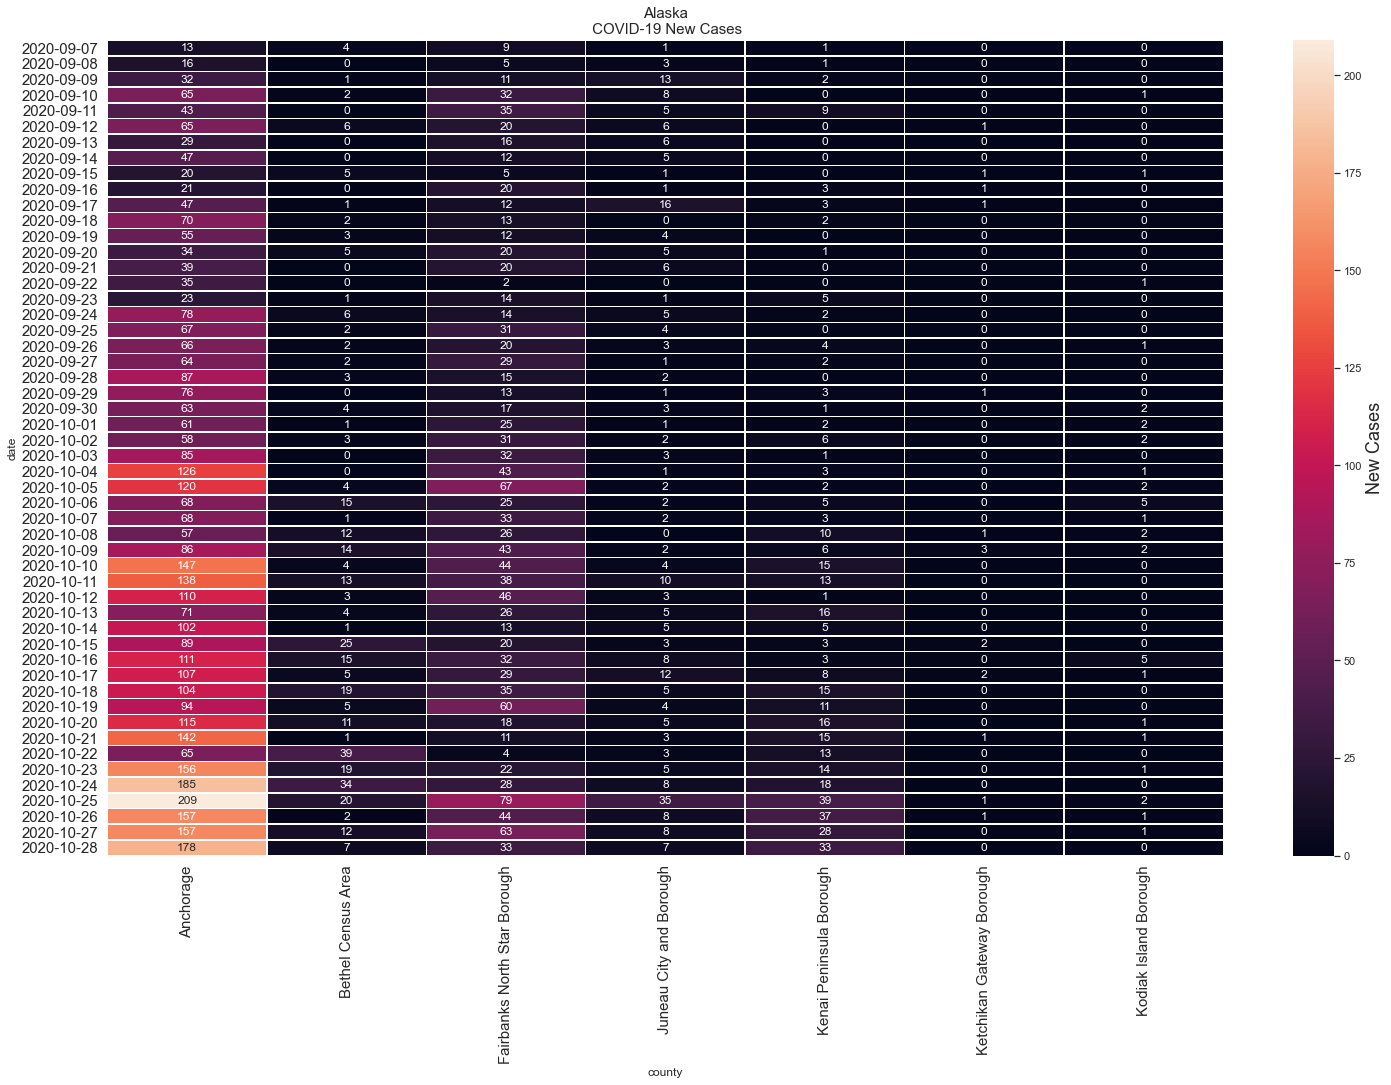 Alaska
COVID-19 New Cases
2020-09-07 13 4 9 1 1 0 0
2020-09-08 16 0 5 3 1 0 0
2020-09-09 32 1 11 13 2 0 0
2020-09-10 65 2 32 8 0 0 1
2020-09-11 43 0 35 5 9 0 0
2020-09-12 65 6 20 6 0 1 0
2020-09-13 29 0 16 6 0 0 0
2020-09-14 47 0 12 5 0 0 0
2020-09-15 20 5 5 1 0 1 1
2020-09-16 21 0 20 1 3 1 0
2020-09-17 47 1 12 16 3 1 0
2020-09-18 70 2 13 0 2 0 0
2020-09-19 55 3 12 4 0 0 0
2020-09-20 34 5 20 5 1 0 0
2020-09-21 39 0 20 6 0 0 0
2020-09-22 35 0 2 0 0 0 1
2020-09-23 23 1 14 1 5 0 0
2020-09-24 78 6 14 5 2 0 0
2020-09-25 67 2 31 4 0 0 0
2020-09-26 66 2 20 3 4 0 1
2020-09-27 64 2 29 1 2 0 0
2020-09-28 87 3 15 2 0 0 0
2020-09-29 76 0 13 1 3 1 0
2020-09-30 63 4 17 3 1 0 2
2020-10-01 61 1 25 1 2 0 2
2020-10-02 58 3 31 2 6 0 2
2020-10-03 85 0 32 3 1 0 0
2020-10-04 126 0 43 1 3 0 1
2020-10-05 120 4 67 2 2 0 2
2020-10-06 68 15 25 2 5 0 5
2020-10-07 68 1 33 2 3 0 1
2020-10-08 57 12 26 0 10 1 2
2020-10-09 86 14 43 2 6 3 2
2020-10-10 147 4 44 4 15 0 0
2020-10-11 138 13 38 10 13 0 0
2020-10-12 110 3 46 3 1 0 0
2020-10-13 71 4 26 5 16 0 0
2020-10-14 102 1 13 5 5 0 0
2020-10-15 89 25 20 3 3 2 0
2020-10-16 111 15 32 8 3 0 5
2020-10-17 107 5 29 12 8 2 1
2020-10-18 104 19 35 5 15 0 0
2020-10-19 94 5 60 4 11 0 0
2020-10-20 115 11 18 5 16 0 1
2020-10-21 142 1 11 3 15 1 1
2020-10-22 65 39 4 3 13 0 0
2020-10-23 156 19 22 5 14 0 1
2020-10-24 185 34 28 8 18 0 0
2020-10-25 209 20 79 35 39 1 2
2020-10-26 157 2 44 8 37 1 1
2020-10-27 157 12 63 8 28 0 1
2020-10-28 178 7 33 7 33 0 0
date
Anchorage
Bethel Census Area
Fairbanks North Star Borough
Juneau City and Borough
Kenai Peninsula Borough
Ketchikan Gateway Borough
Kodiak Island Borough
county
200
175
150
125
100
75
50
25
0
New Cases